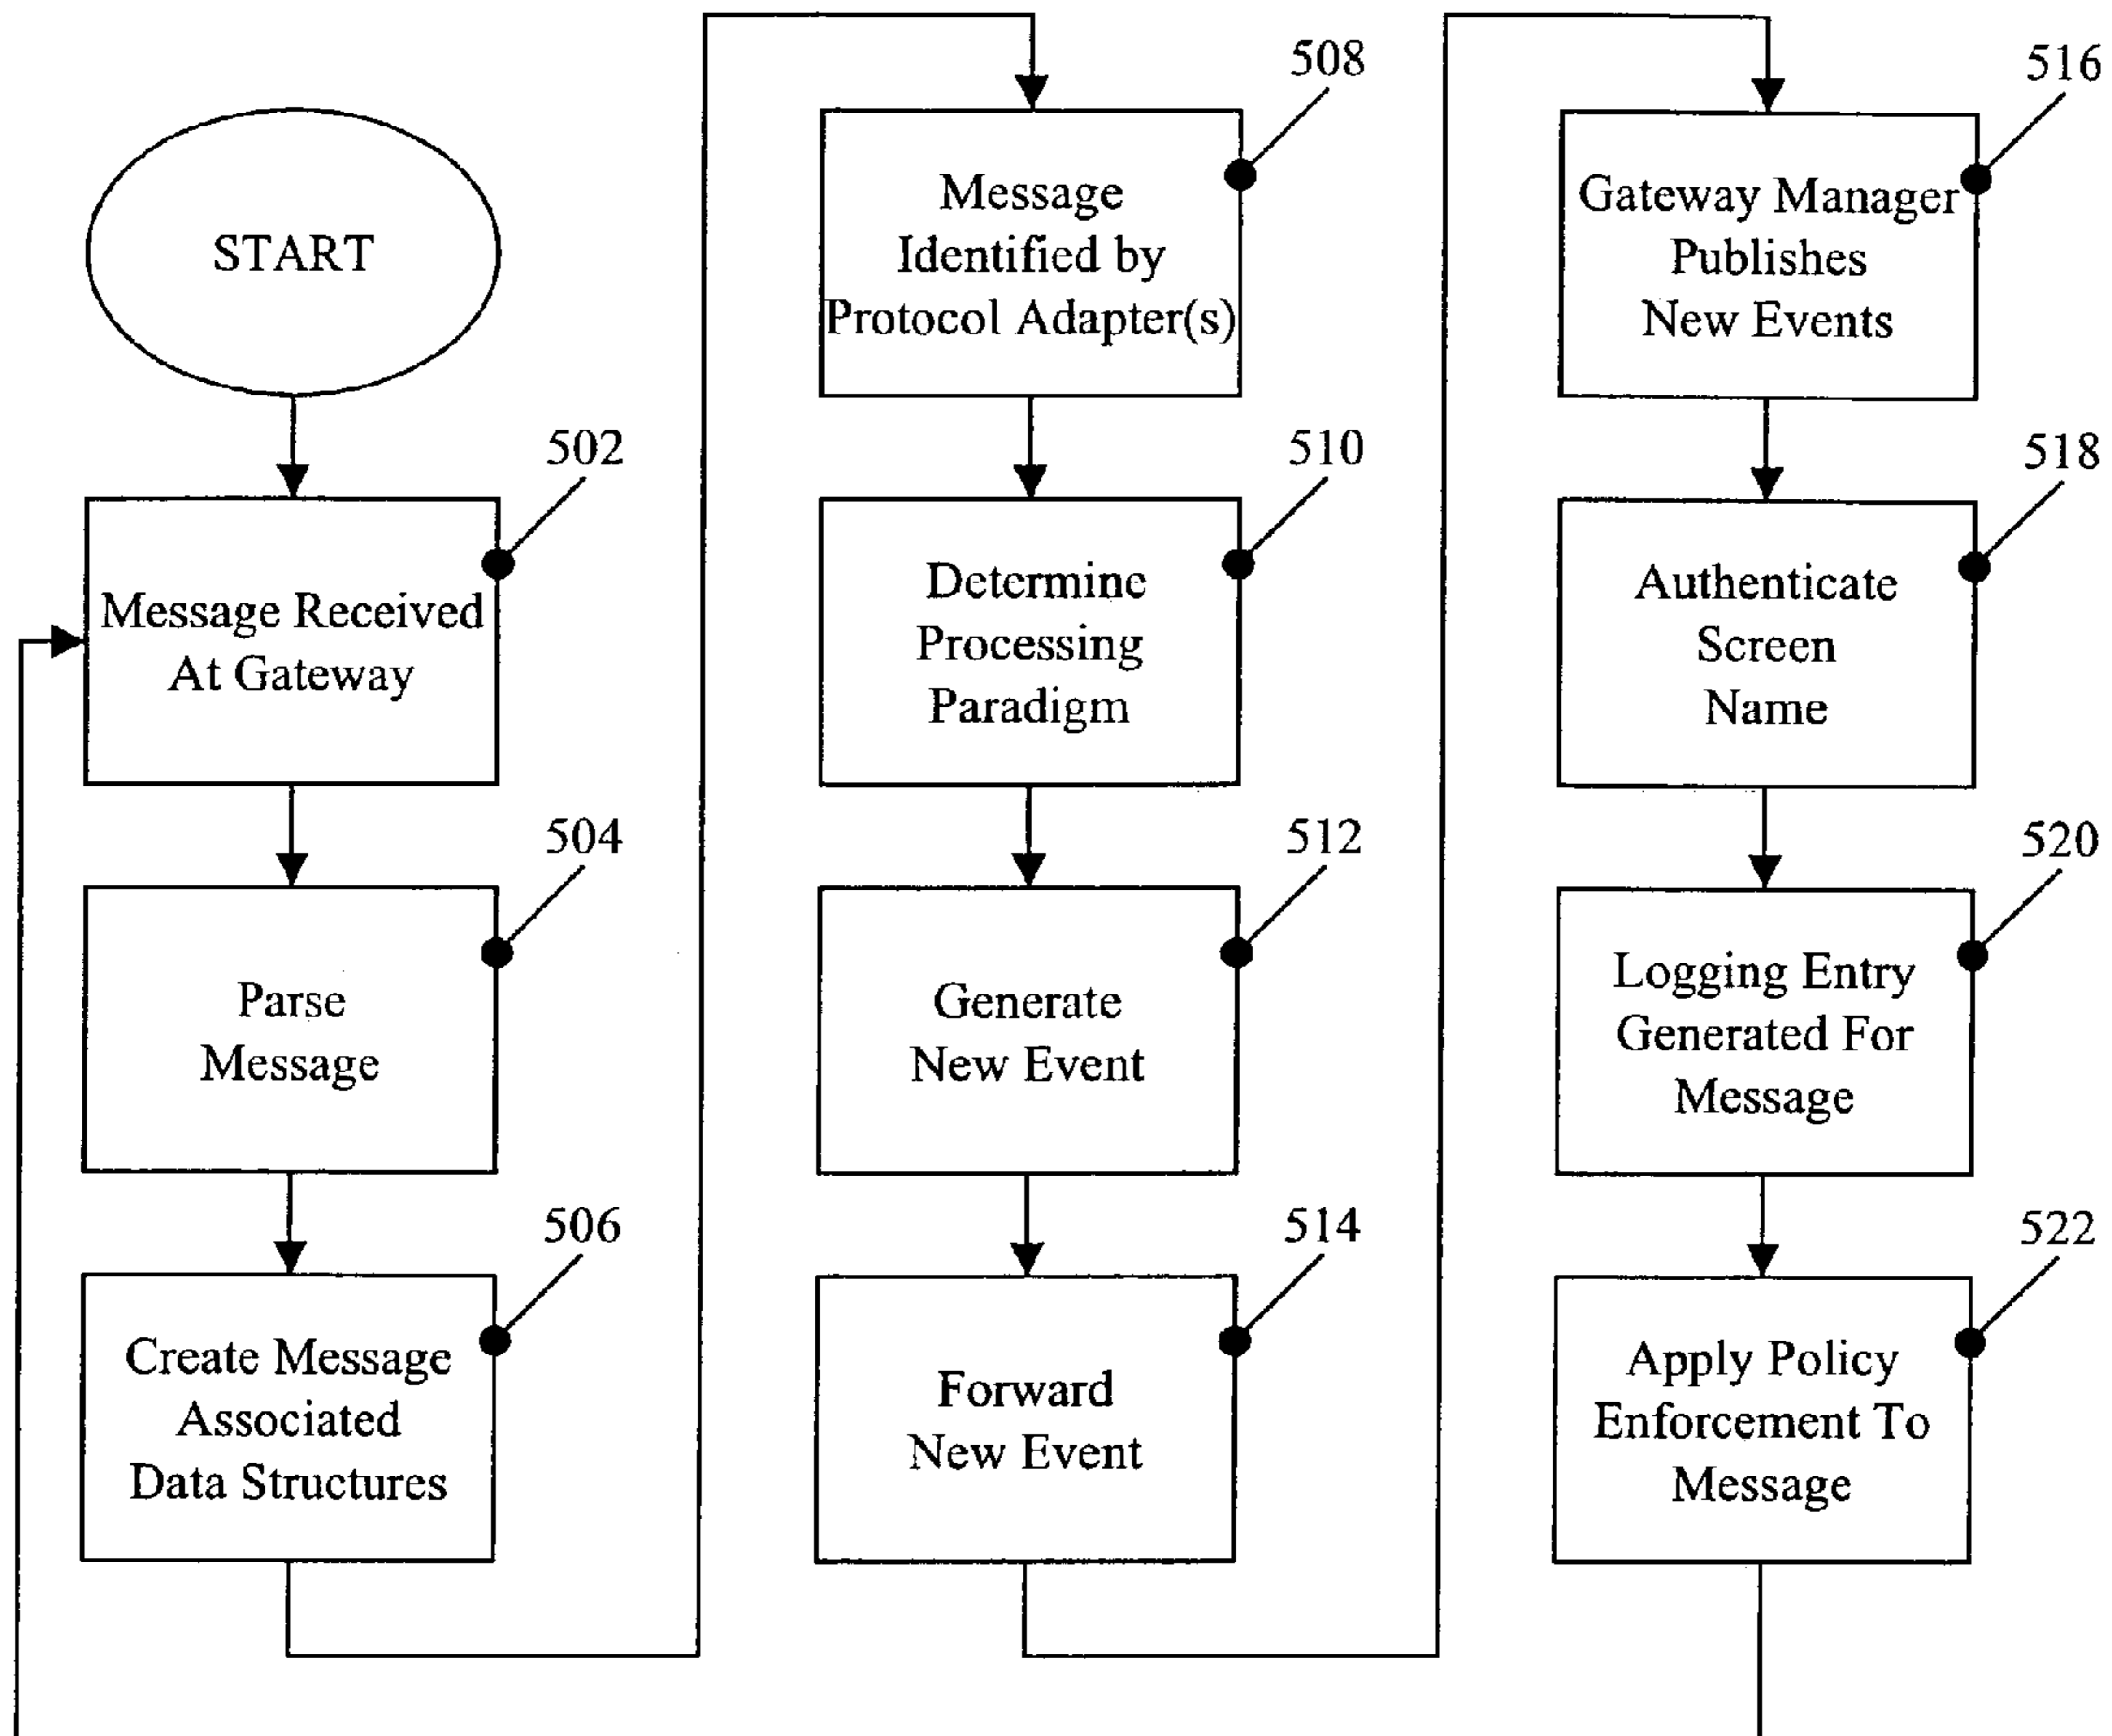 START
502
Message Received
At Gateway
504
Parse
Message
506
Create Message
Associated
Data Structures
508
Message
Identified by
Protocol Adapter(s)
510
Determine
Processing
Paradigm
512
Generate
New Event
514
Forward
New Event
516
Gateway Manager
Publishes
New Events
518
Authenticate
Screen
Name
520
Logging Entry
Generated For
Message
522
Apply Policy
Enforcement To
Message